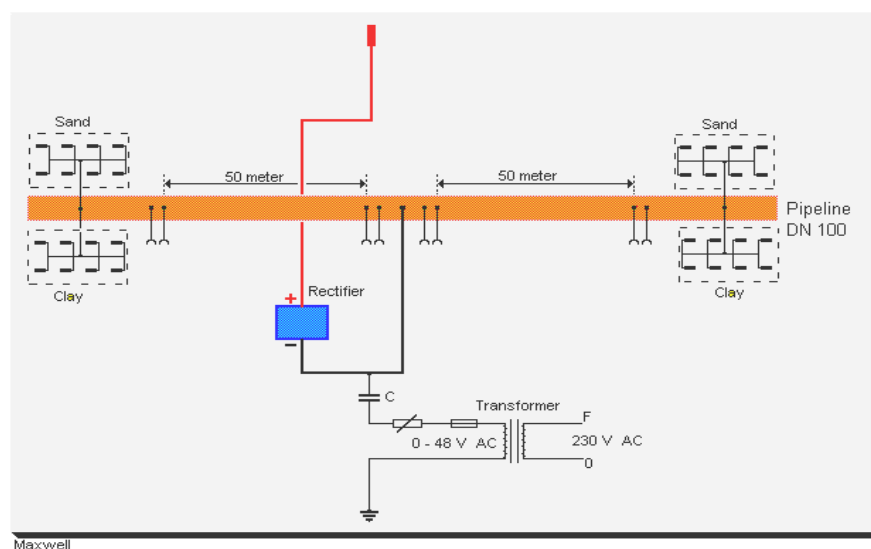 Sand
Sand
50 meter
50 meter
Pipeline
DN 100
Clay
Clay
+
Rectifier
−
C
Transformer
F
0 - 48 V AC
230 V AC
0
Maxwell